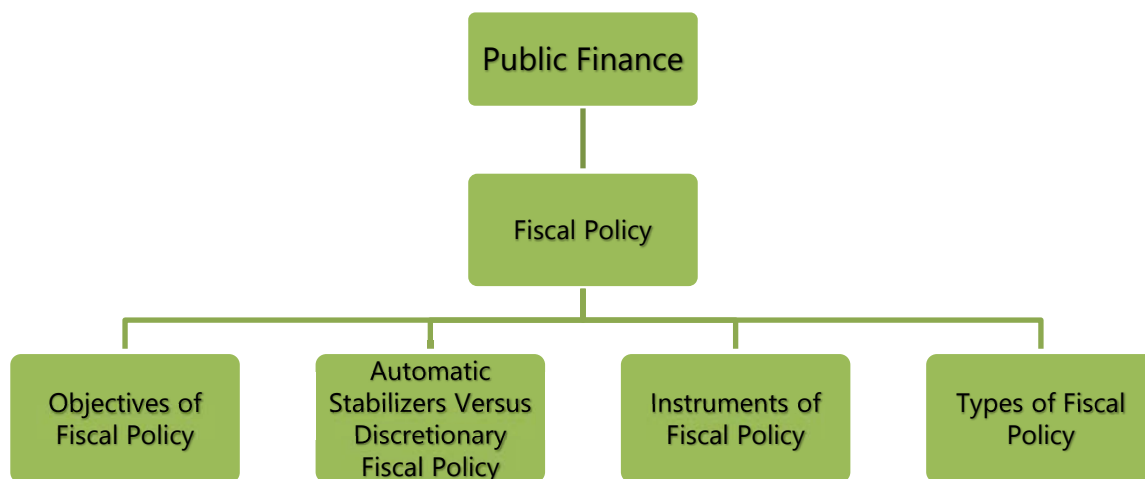 Public Finance
Fiscal Policy
Objectives of
Fiscal Policy
Automatic
Stabilizers Versus
Discretionary
Fiscal Policy
Instruments of
Fiscal Policy
Types of Fiscal
Policy